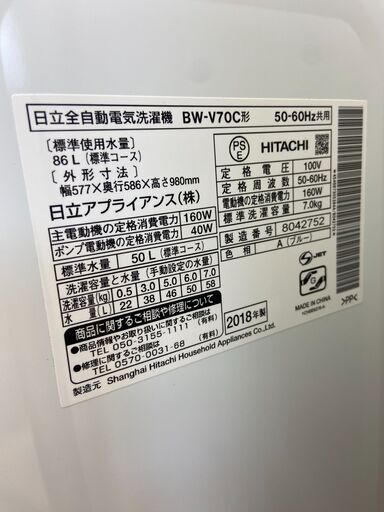 日立全自動電気洗濯機 BW-V70C形 50-60Hz共用
〔標準使用水量〕
86L(標準コース)
〔外形寸法〕
幅577×奥行586×高さ980mm
日立アプライアンス(株)
主電動機の定格消費電力 160W
ポンプ電動機の定格消費電力 40W
標準水量 50L(標準コース)
洗濯容量と水量(手動設定の水量)
洗濯容量(kg) 0.5 3.0 5.0 6.0 7.0
水量(L) 22 38 46 50 58
PS
E
HITACHI
定格電圧 100V
定格周波数 50-60Hz
定格消費電力 160W
標準洗濯容量 7.0kg
製造番号 8042752
色相 A(ブルー)
S JET
MADE IN CHINA
>PP<
商品に関するご相談や修理について
●商品やお取り扱いに関するご相談は
TEL 050-3155-1111 (有料)
●修理に関するご相談は
TEL 0570-0031-68 (有料)
2018年製
製造元 Shanghai Hitachi Household Appliances Co.,Ltd.